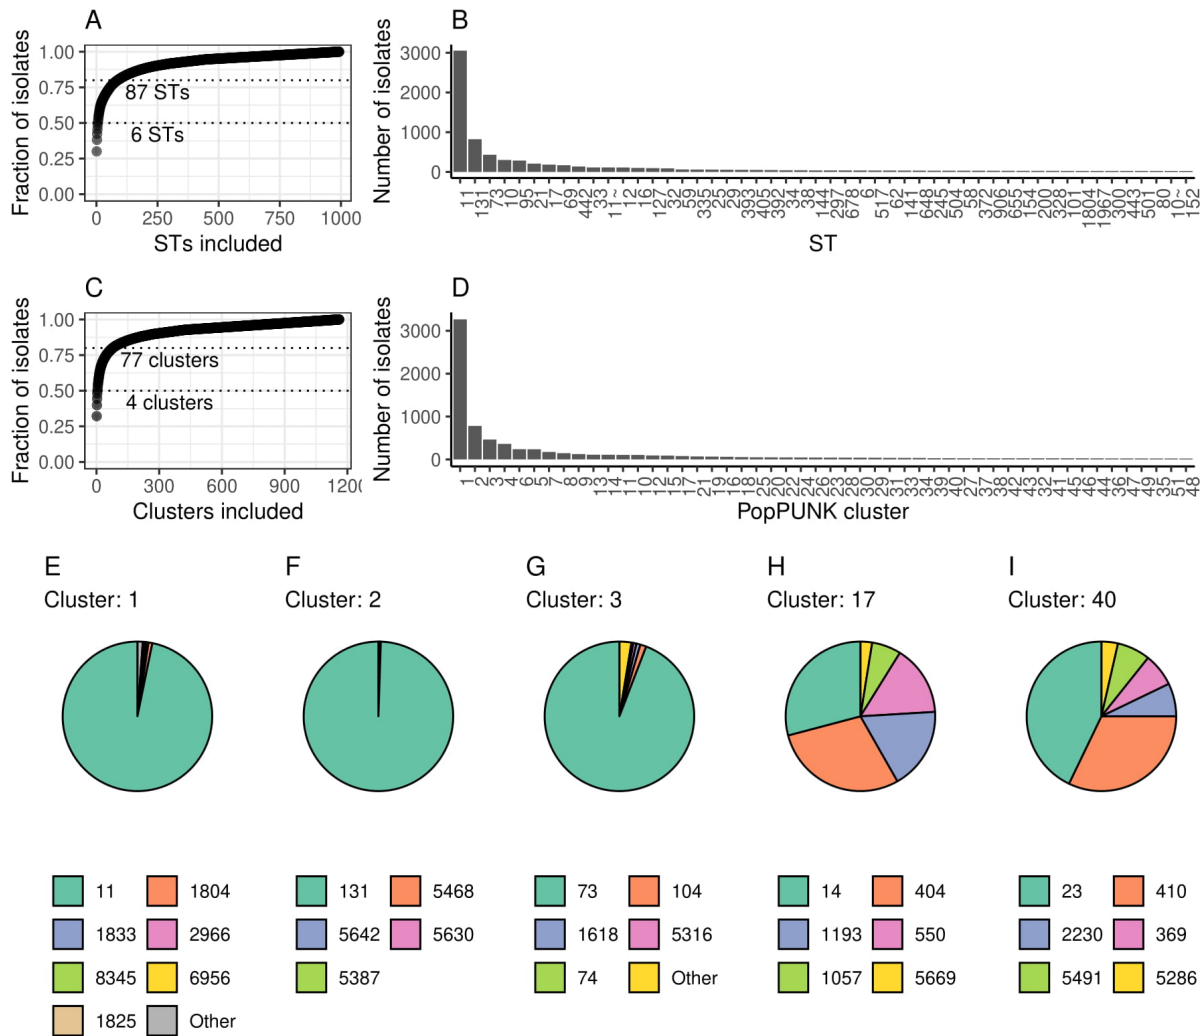 A
Fraction of isolates
1.00
0.75
0.50
0.25
0.00
87 STs
6 STs
0 250 500 750 1000
STs included
B
Number of isolates
3000
2000
1000
0
11 131 73 10 95 21 17 69 442 33 11~ 12 16 127 32 59 335 25 29 393 405 392 34 38 144 297 678 6 517 62 141 648 245 504 58 372 906 655 154 200 328 101 1804 1967 300 443 501 80 10~ 152
ST
C
Fraction of isolates
1.00
0.75
0.50
0.25
0.00
77 clusters
4 clusters
0 300 600 900 1200
Clusters included
D
Number of isolates
3000
2000
1000
0
1 2 3 4 6 5 7 8 9 13 14 11 10 12 15 17 21 19 16 18 25 20 22 24 26 23 28 30 29 31 33 34 39 40 27 37 38 42 43 32 41 45 46 44 36 47 49 35 51 48
PopPUNK cluster
E
Cluster: 1
F
Cluster: 2
G
Cluster: 3
H
Cluster: 17
I
Cluster: 40
11 1804
1833 2966
8345 6956
1825 Other
131 5468
5642 5630
5387
73 104
1618 5316
74 Other
14 404
1193 550
1057 5669
23 410
2230 369
5491 5286